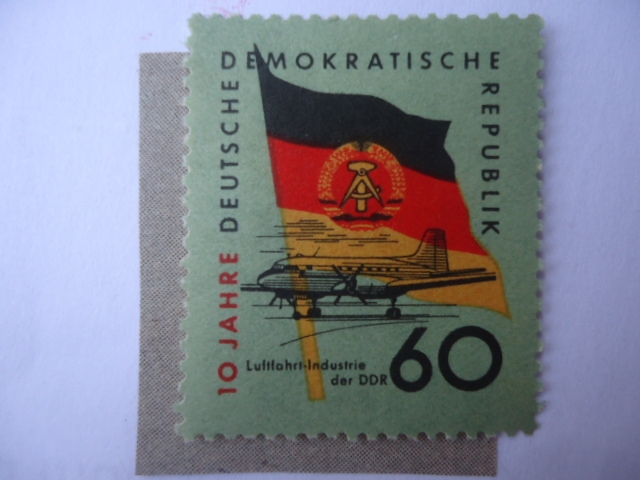 10 JAHRE DEUTSCHE
DEMOKRATISCHE
REPUBLIK
Luftfahrt-Industrie
der DDR
60